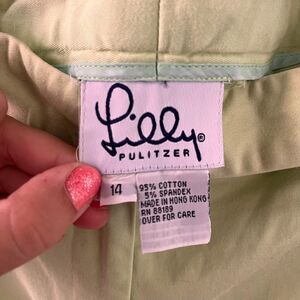 Lilly®
PULITZER
14
95% COTTON
5% SPANDEX
MADE IN HONG KONG
RN 88189
OVER FOR CARE